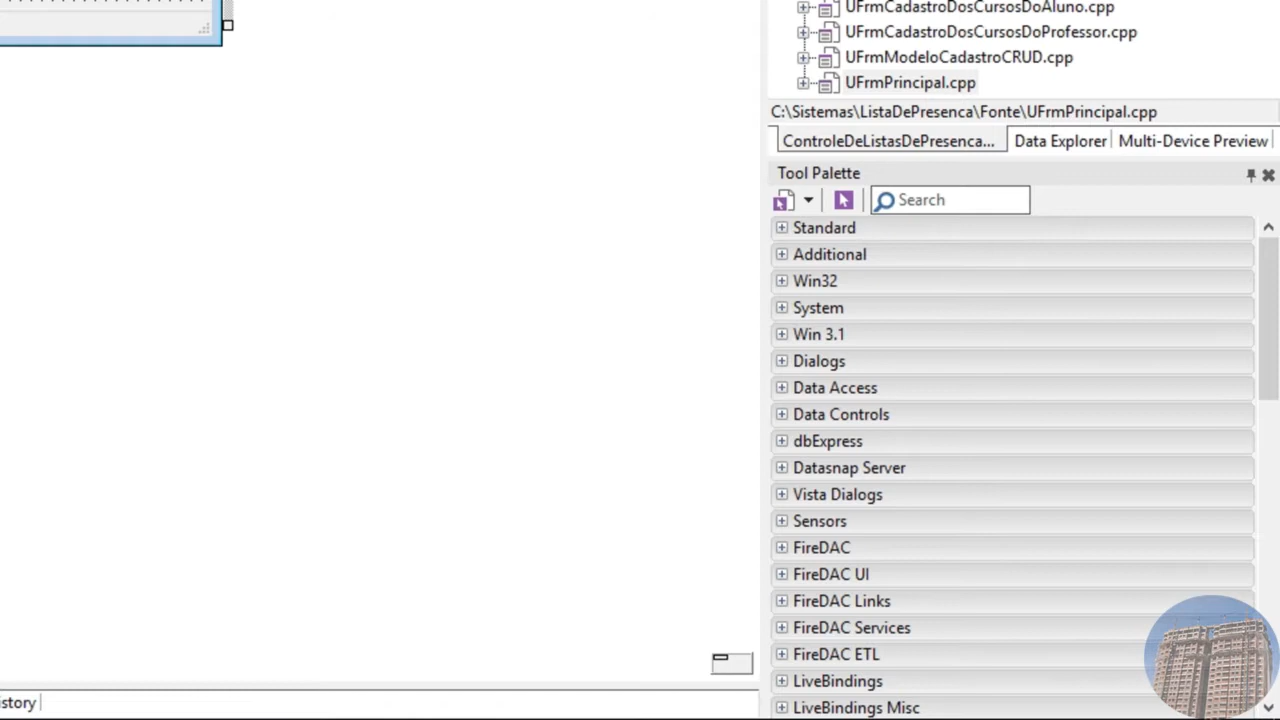 UFrmCadastroDosCursosDoAluno.cpp
UFrmCadastroDosCursosDoProfessor.cpp
UFrmModeloCadastroCRUD.cpp
UFrmPrincipal.cpp
C:\Sistemas\ListaDePresenca\Fonte\UFrmPrincipal.cpp
ControleDeListasDePresenca... Data Explorer Multi-Device Preview
Tool Palette
Search
Standard
Additional
Win32
System
Win 3.1
Dialogs
Data Access
Data Controls
dbExpress
Datasnap Server
Vista Dialogs
Sensors
FireDAC
FireDAC UI
FireDAC Links
FireDAC Services
FireDAC ETL
LiveBindings
LiveBindings Misc
istory